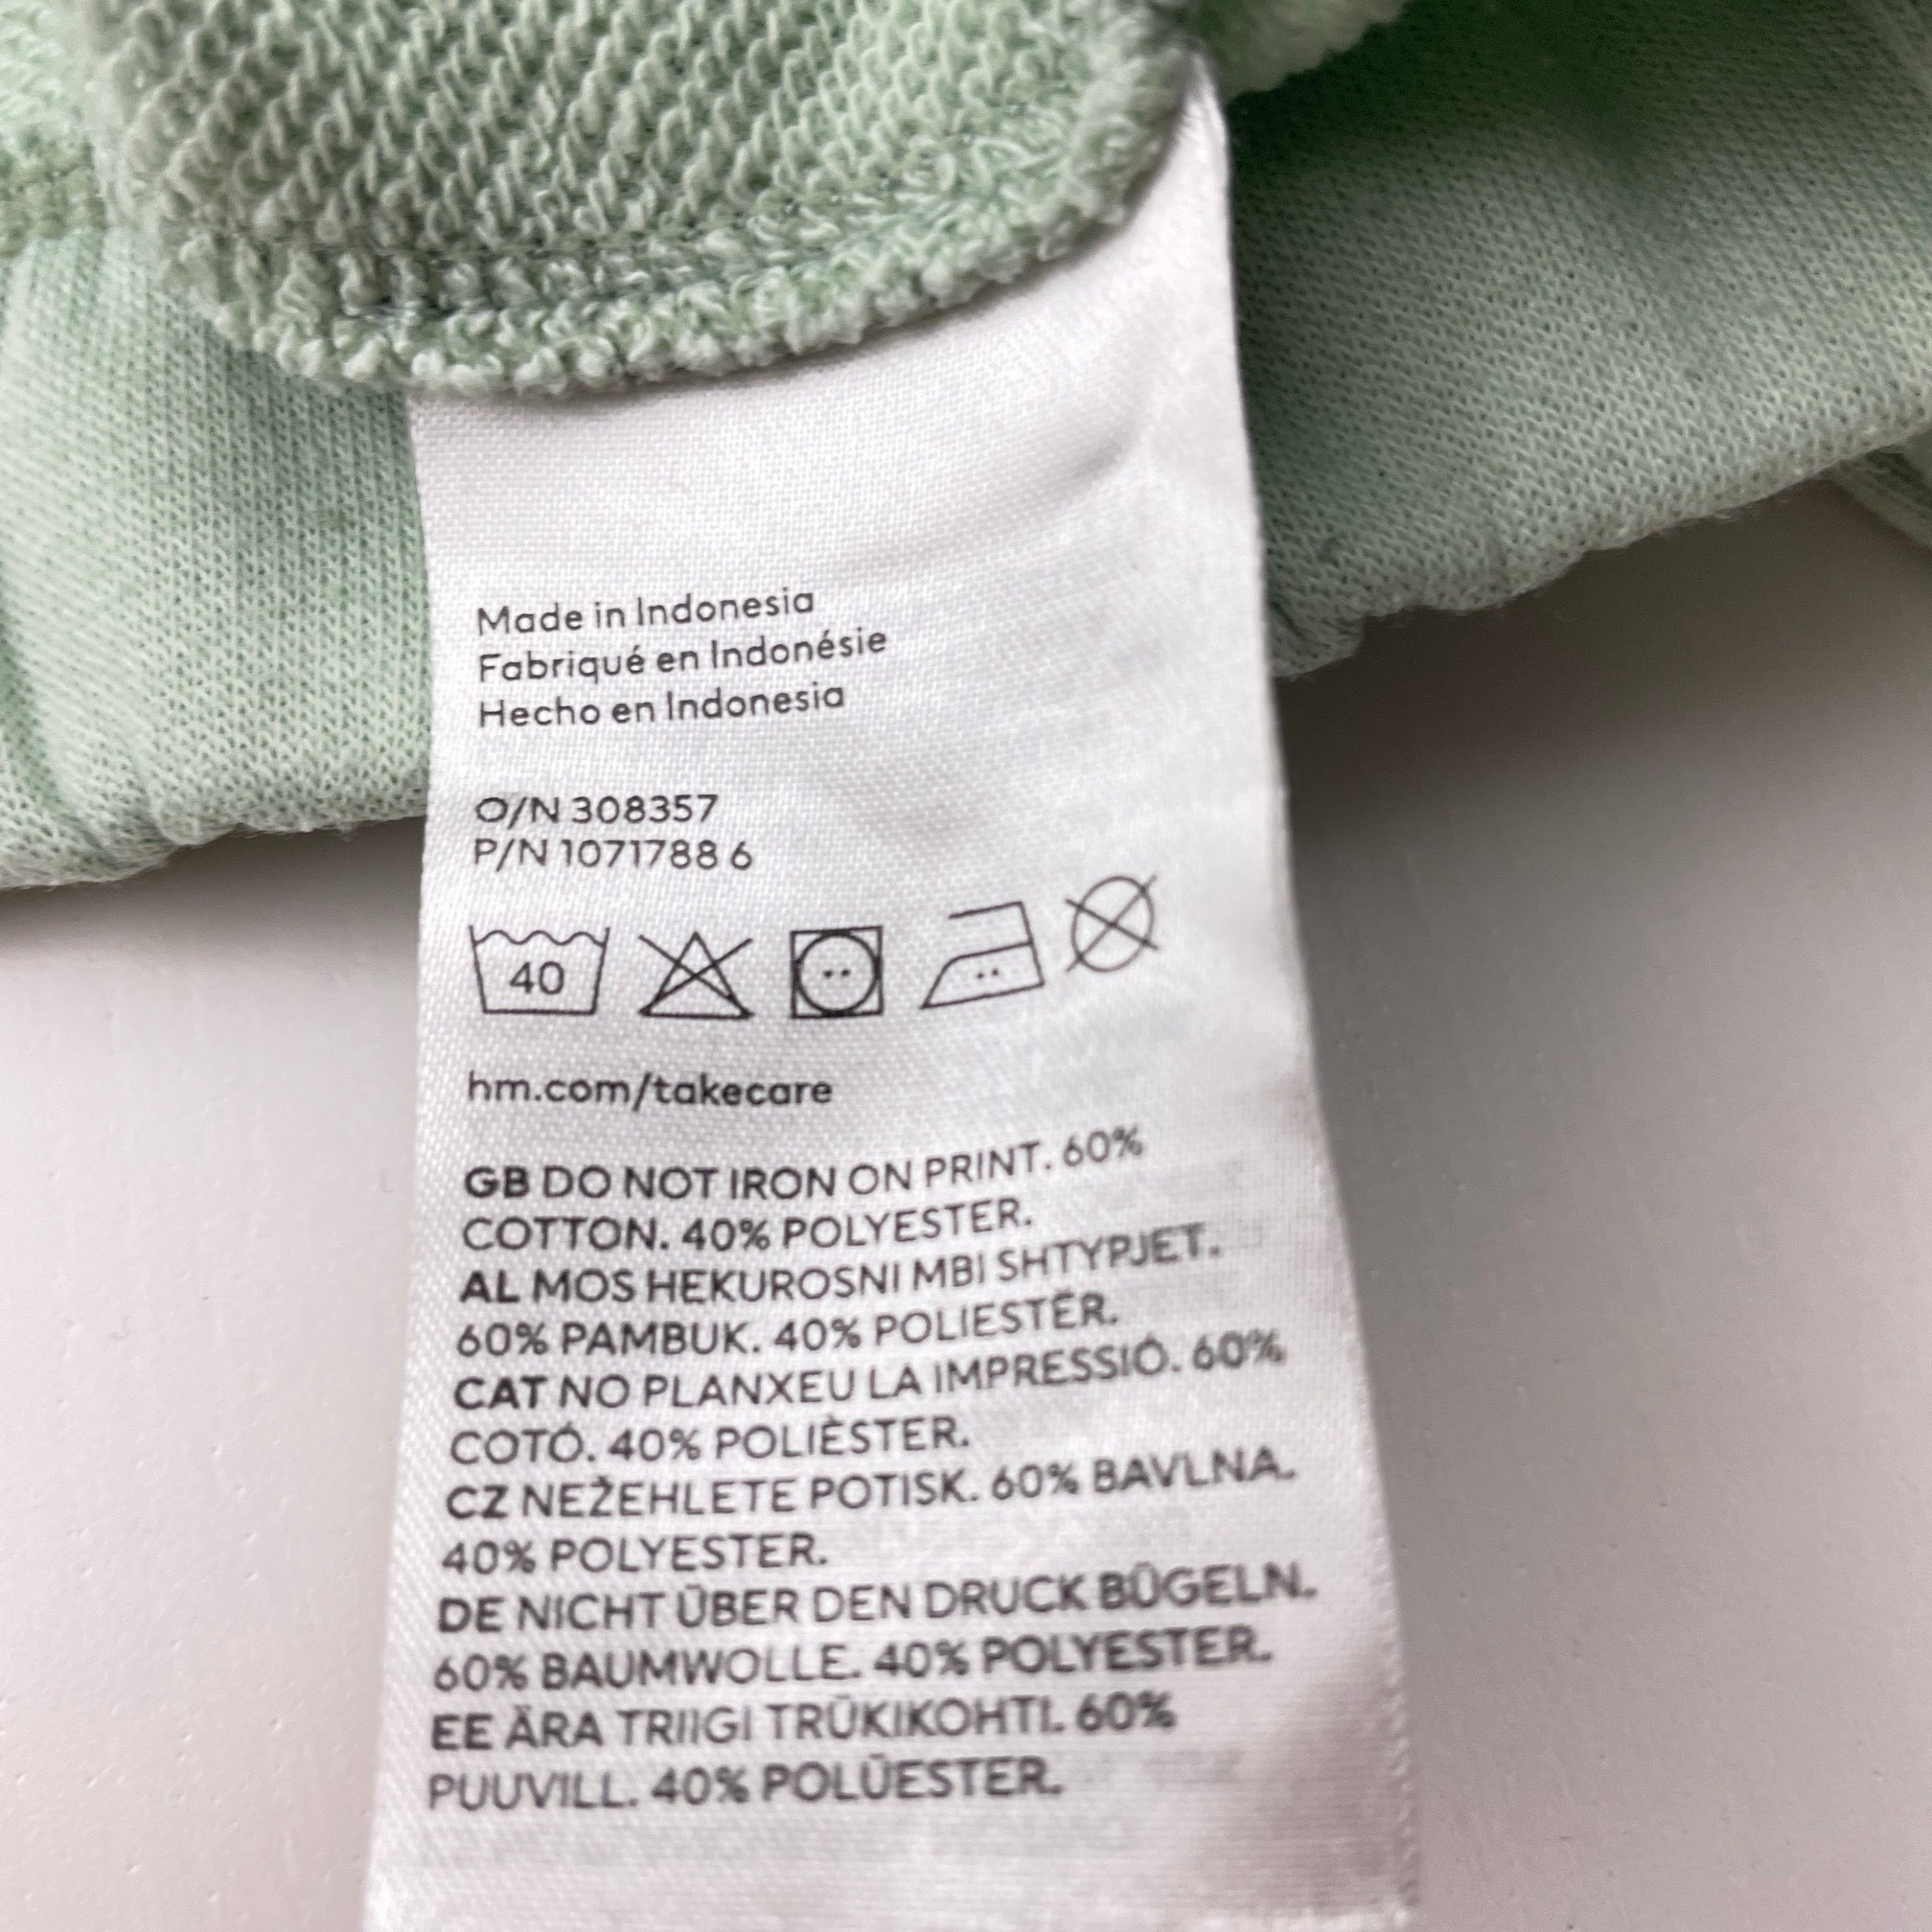 Made in Indonesia
Fabriqué en Indonésie
Hecho en Indonesia
O/N 308357
P/N 1071788 6
40
hm.com/takecare
GB DO NOT IRON ON PRINT. 60%
COTTON. 40% POLYESTER.
AL MOS HEKUROSNI MBI SHTYPJET.
60% PAMBUK. 40% POLIESTËR.
CAT NO PLANXEU LA IMPRESSIÓ. 60%
COTÓ. 40% POLIÈSTER.
CZ NEŽEHLETE POTISK. 60% BAVLNA.
40% POLYESTER.
DE NICHT ÜBER DEN DRUCK BÜGELN.
60% BAUMWOLLE. 40% POLYESTER.
EE ÄRA TRIIGI TRÜKIKOHTI. 60%
PUUVILL. 40% POLÜESTER.